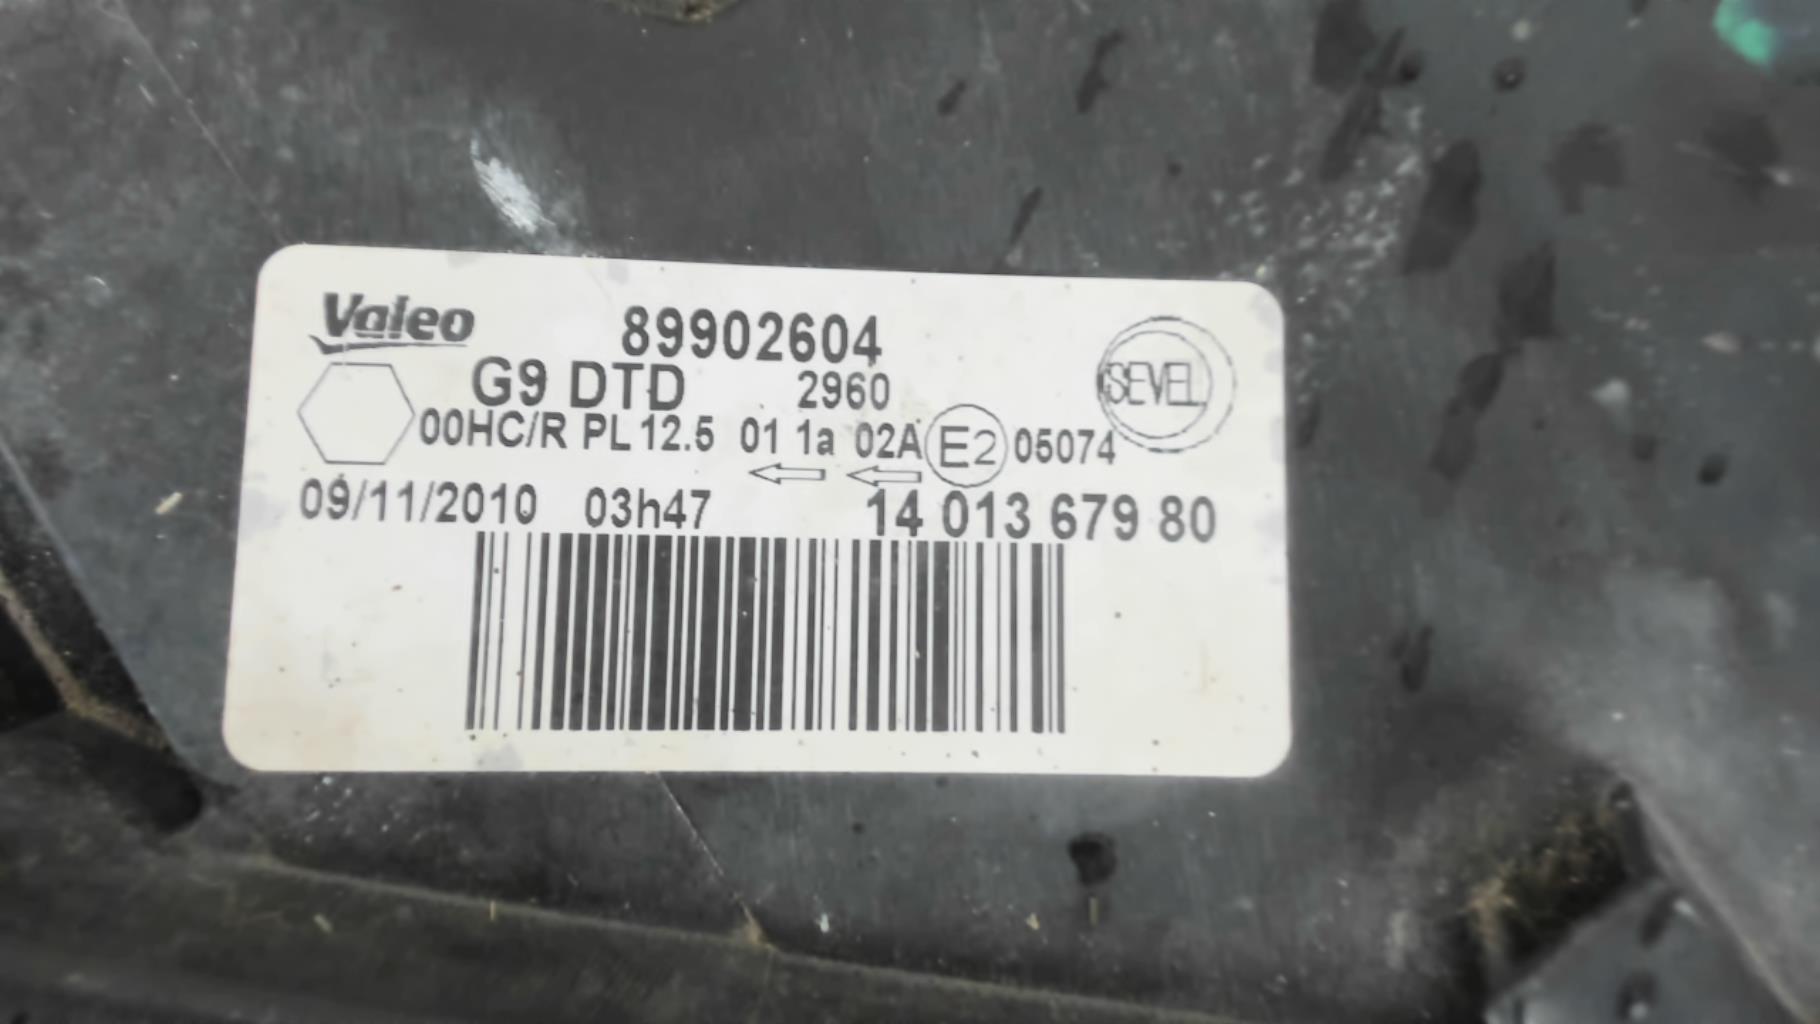 Valeo 89902604
G9 DTD 2960 SEVEL
00HC/R PL 12.5 01 1a 02A E2 05074
09/11/2010 03h47 14 013 679 80